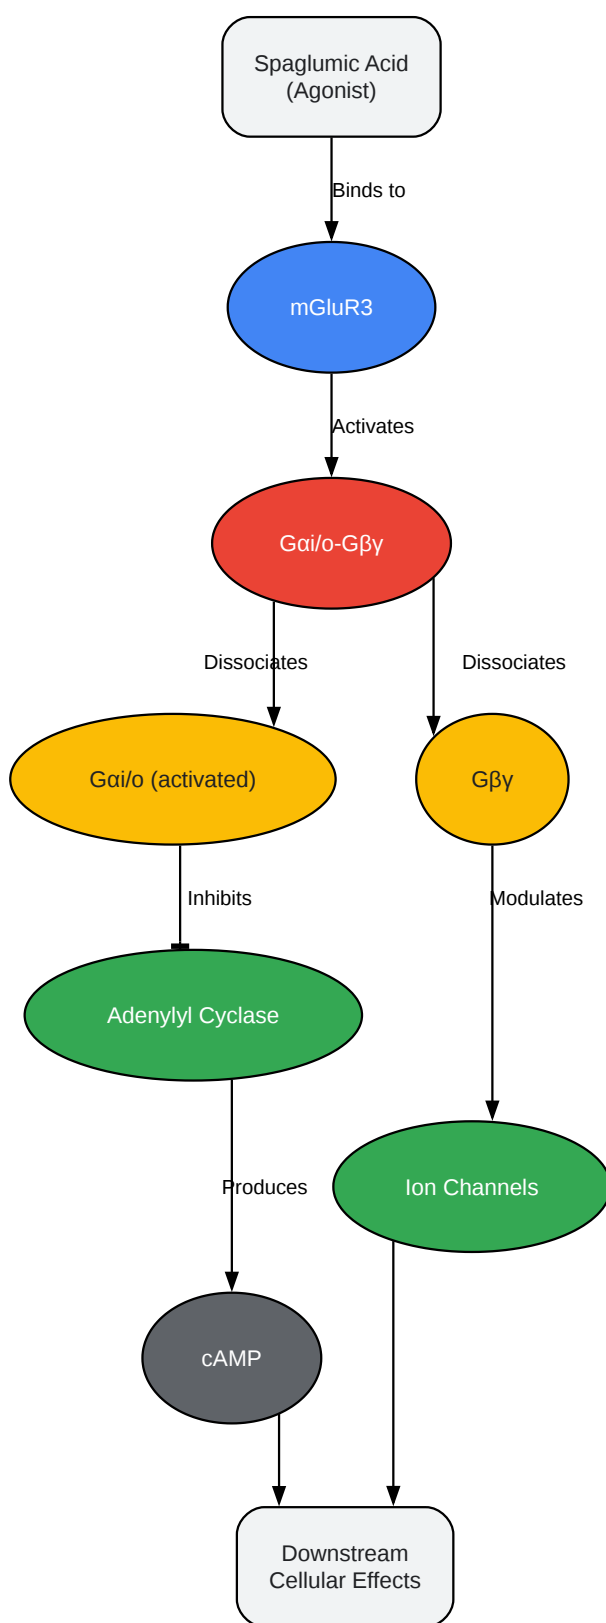 Spaglumic Acid
(Agonist)
Binds to
mGluR3
Activates
Gαi/o-Gβγ
Dissociates
Dissociates
Gαi/o (activated)
Gβγ
Inhibits
Modulates
Adenylyl Cyclase
Produces
Ion Channels
cAMP
Downstream
Cellular Effects